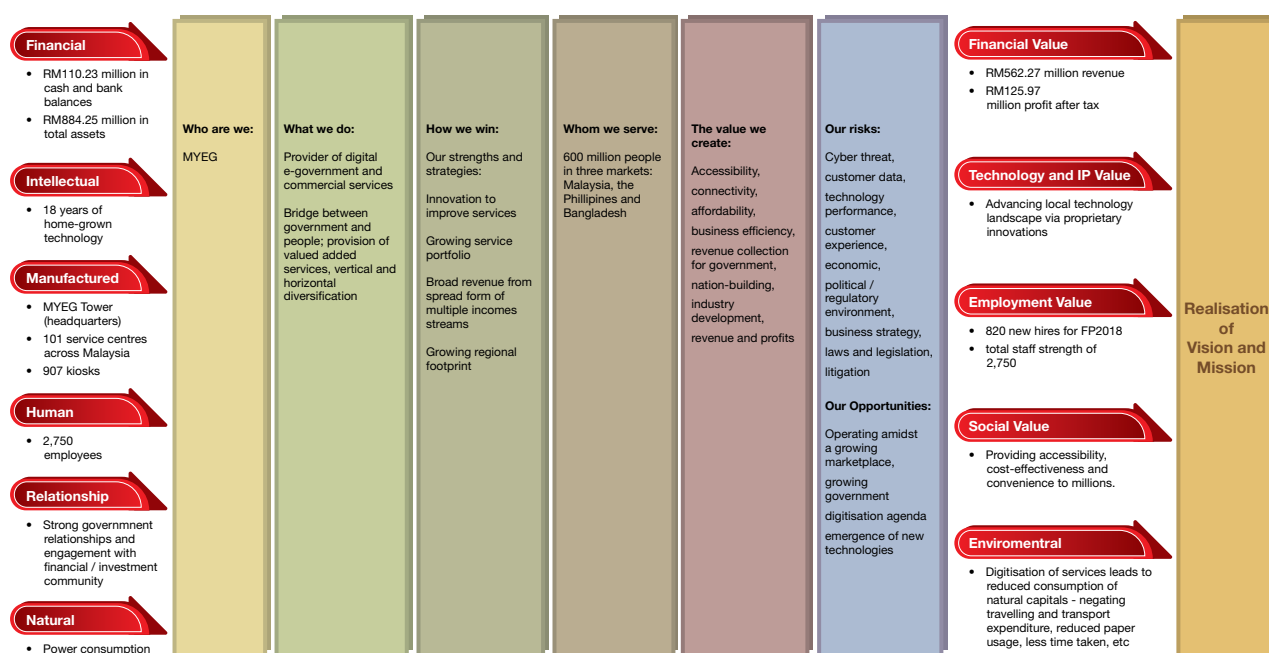 Financial
• RM110.23 million in
cash and bank
balances
• RM884.25 million in
total assets
Intellectual
• 18 years of
home-grown
technology
Manufactured
• MYEG Tower
(headquarters)
• 101 service centres
across Malaysia
• 907 kiosks
Human
• 2,750
employees
Relationship
• Strong governmnent
relationships and
engagement with
financial / investment
community
Natural
• Power consumption
Who are we:
MYEG
What we do:
Provider of digital
e-government and
commercial services
Bridge between
government and
people; provision of
valued added
services, vertical and
horizontal
diversification
How we win:
Our strengths and
strategies:
Innovation to
improve services
Growing service
portfolio
Broad revenue from
spread form of
multiple incomes
streams
Growing regional
footprint
Whom we serve:
600 million people
in three markets:
Malaysia, the
Phillipines and
Bangladesh
The value we
create:
Accessibility,
connectivity,
affordability,
business efficiency,
revenue collection
for government,
nation-building,
industry
development,
revenue and profits
Our risks:
Cyber threat,
customer data,
technology
performance,
customer
experience,
economic,
political /
regulatory
environment,
business strategy,
laws and legislation,
litigation
Our Opportunities:
Operating amidst
a growing
marketplace,
growing
government
digitisation agenda
emergence of new
technologies
Financial Value
• RM562.27 million revenue
• RM125.97
million profit after tax
Technology and IP Value
• Advancing local technology
landscape via proprietary
innovations
Employment Value
• 820 new hires for FP2018
• total staff strength of
2,750
Social Value
• Providing accessibility,
cost-effectiveness and
convenience to millions.
Enviromentral
• Digitisation of services leads to
reduced consumption of
natural capitals - negating
travelling and transport
expenditure, reduced paper
usage, less time taken, etc
Realisation
of
Vision and
Mission